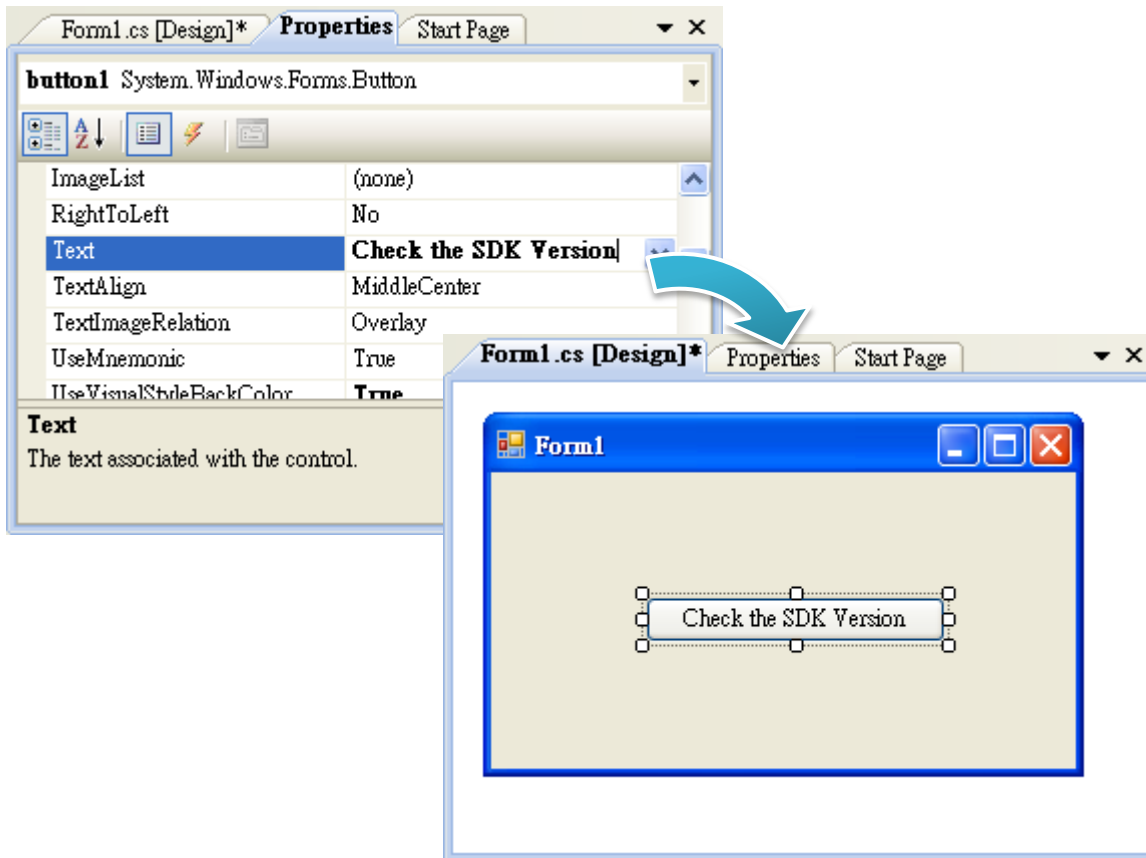 Form1.cs [Design]* Properties Start Page
button1 System.Windows.Forms.Button
ImageList (none)
RightToLeft No
Text Check the SDK Version
TextAlign MiddleCenter
TextImageRelation Overlay
UseMnemonic True
UseVisualStyleBackColor True
Text
The text associated with the control.
Form1.cs [Design]* Properties Start Page
Form1
Check the SDK Version